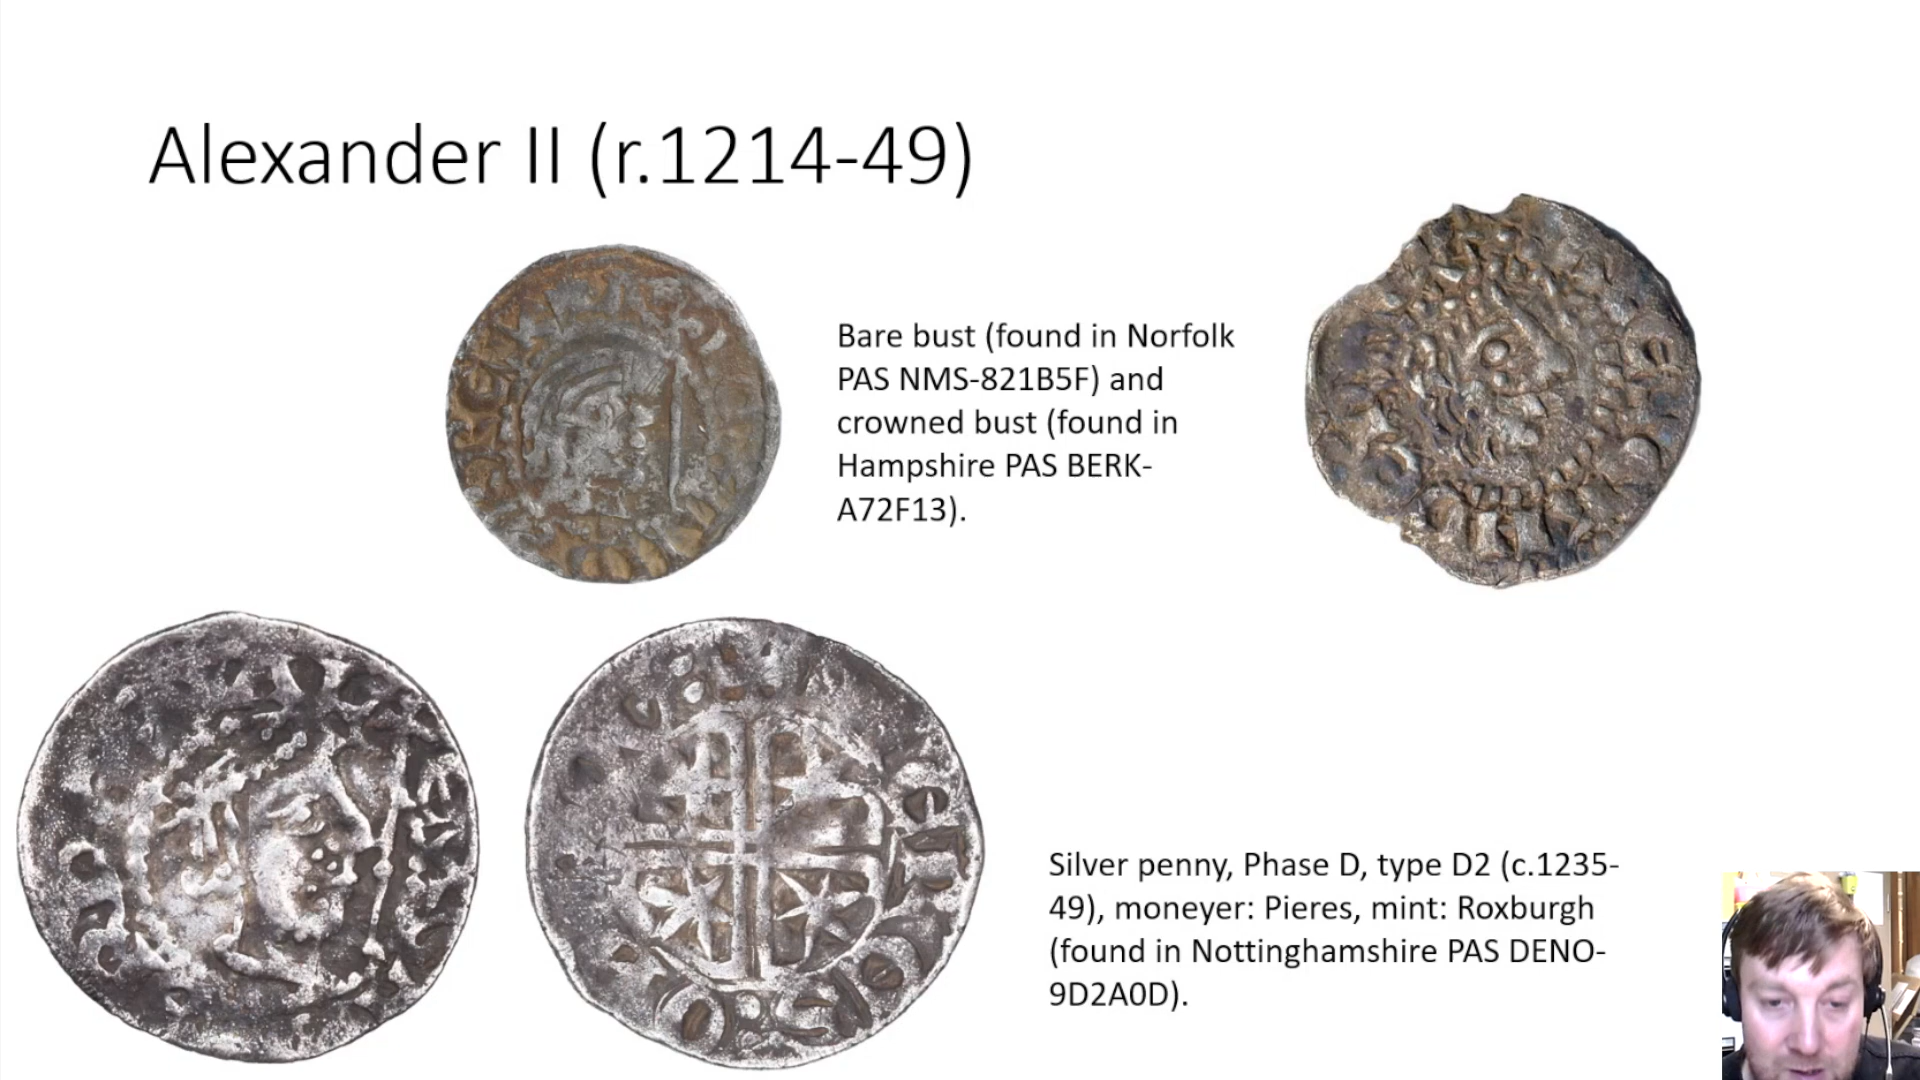 Alexander II (r.1214-49)
Bare bust (found in Norfolk
PAS NMS-821B5F) and
crowned bust (found in
Hampshire PAS BERK-
A72F13).
Silver penny, Phase D, type D2 (c.1235-
49), moneyer: Pieres, mint: Roxburgh
(found in Nottinghamshire PAS DENO-
9D2A0D).